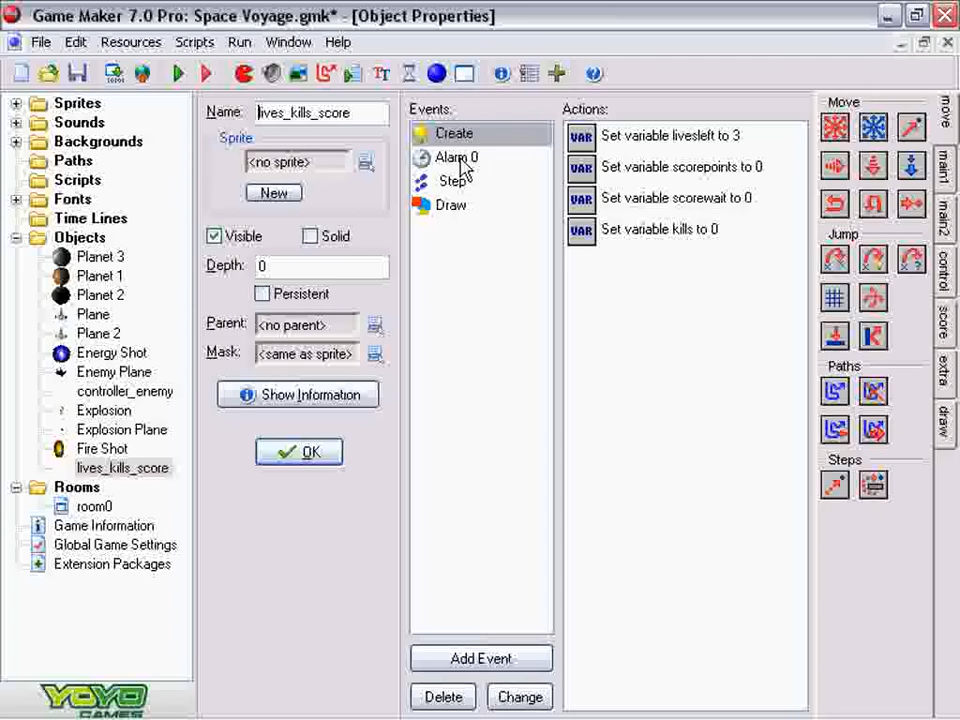 Game Maker 7.0 Pro: Space Voyage.gmk* - [Object Properties]
File Edit Resources Scripts Run Window Help
Sprites
Sounds
Backgrounds
Paths
Scripts
Fonts
Time Lines
Objects
Planet 3
Planet 1
Planet 2
Plane
Plane 2
Energy Shot
Enemy Plane
controller_enemy
Explosion
Explosion Plane
Fire Shot
lives_kills_score
Rooms
room0
Game Information
Global Game Settings
Extension Packages
YOYO
GAMES
Name: lives_kills_score
Sprite
<no sprite>
New
Visible Solid
Depth: 0
Persistent
Parent: <no parent>
Mask: <same as sprite>
Show Information
OK
Events:
Create
Alarm 0
Step
Draw
Add Event
Delete Change
Actions:
VAR Set variable livesleft to 3
VAR Set variable scorepoints to 0
VAR Set variable scorewait to 0
VAR Set variable kills to 0
Move
Jump
Paths
Steps
move
main1
main2
control
score
extra
draw